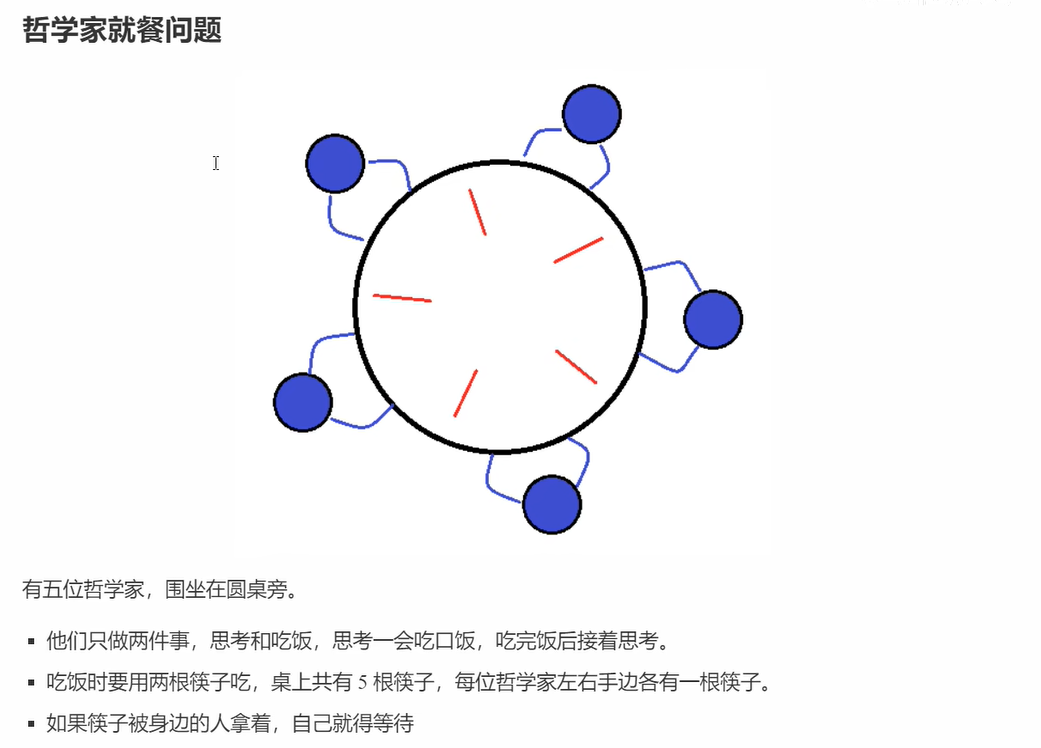 哲学家就餐问题
有五位哲学家，围坐在圆桌旁。
▪ 他们只做两件事，思考和吃饭，思考一会吃口饭，吃完饭后接着思考。
▪ 吃饭时要用两根筷子吃，桌上共有 5 根筷子，每位哲学家左右手边各有一根筷子。
▪ 如果筷子被身边的人拿着，自己就得等待